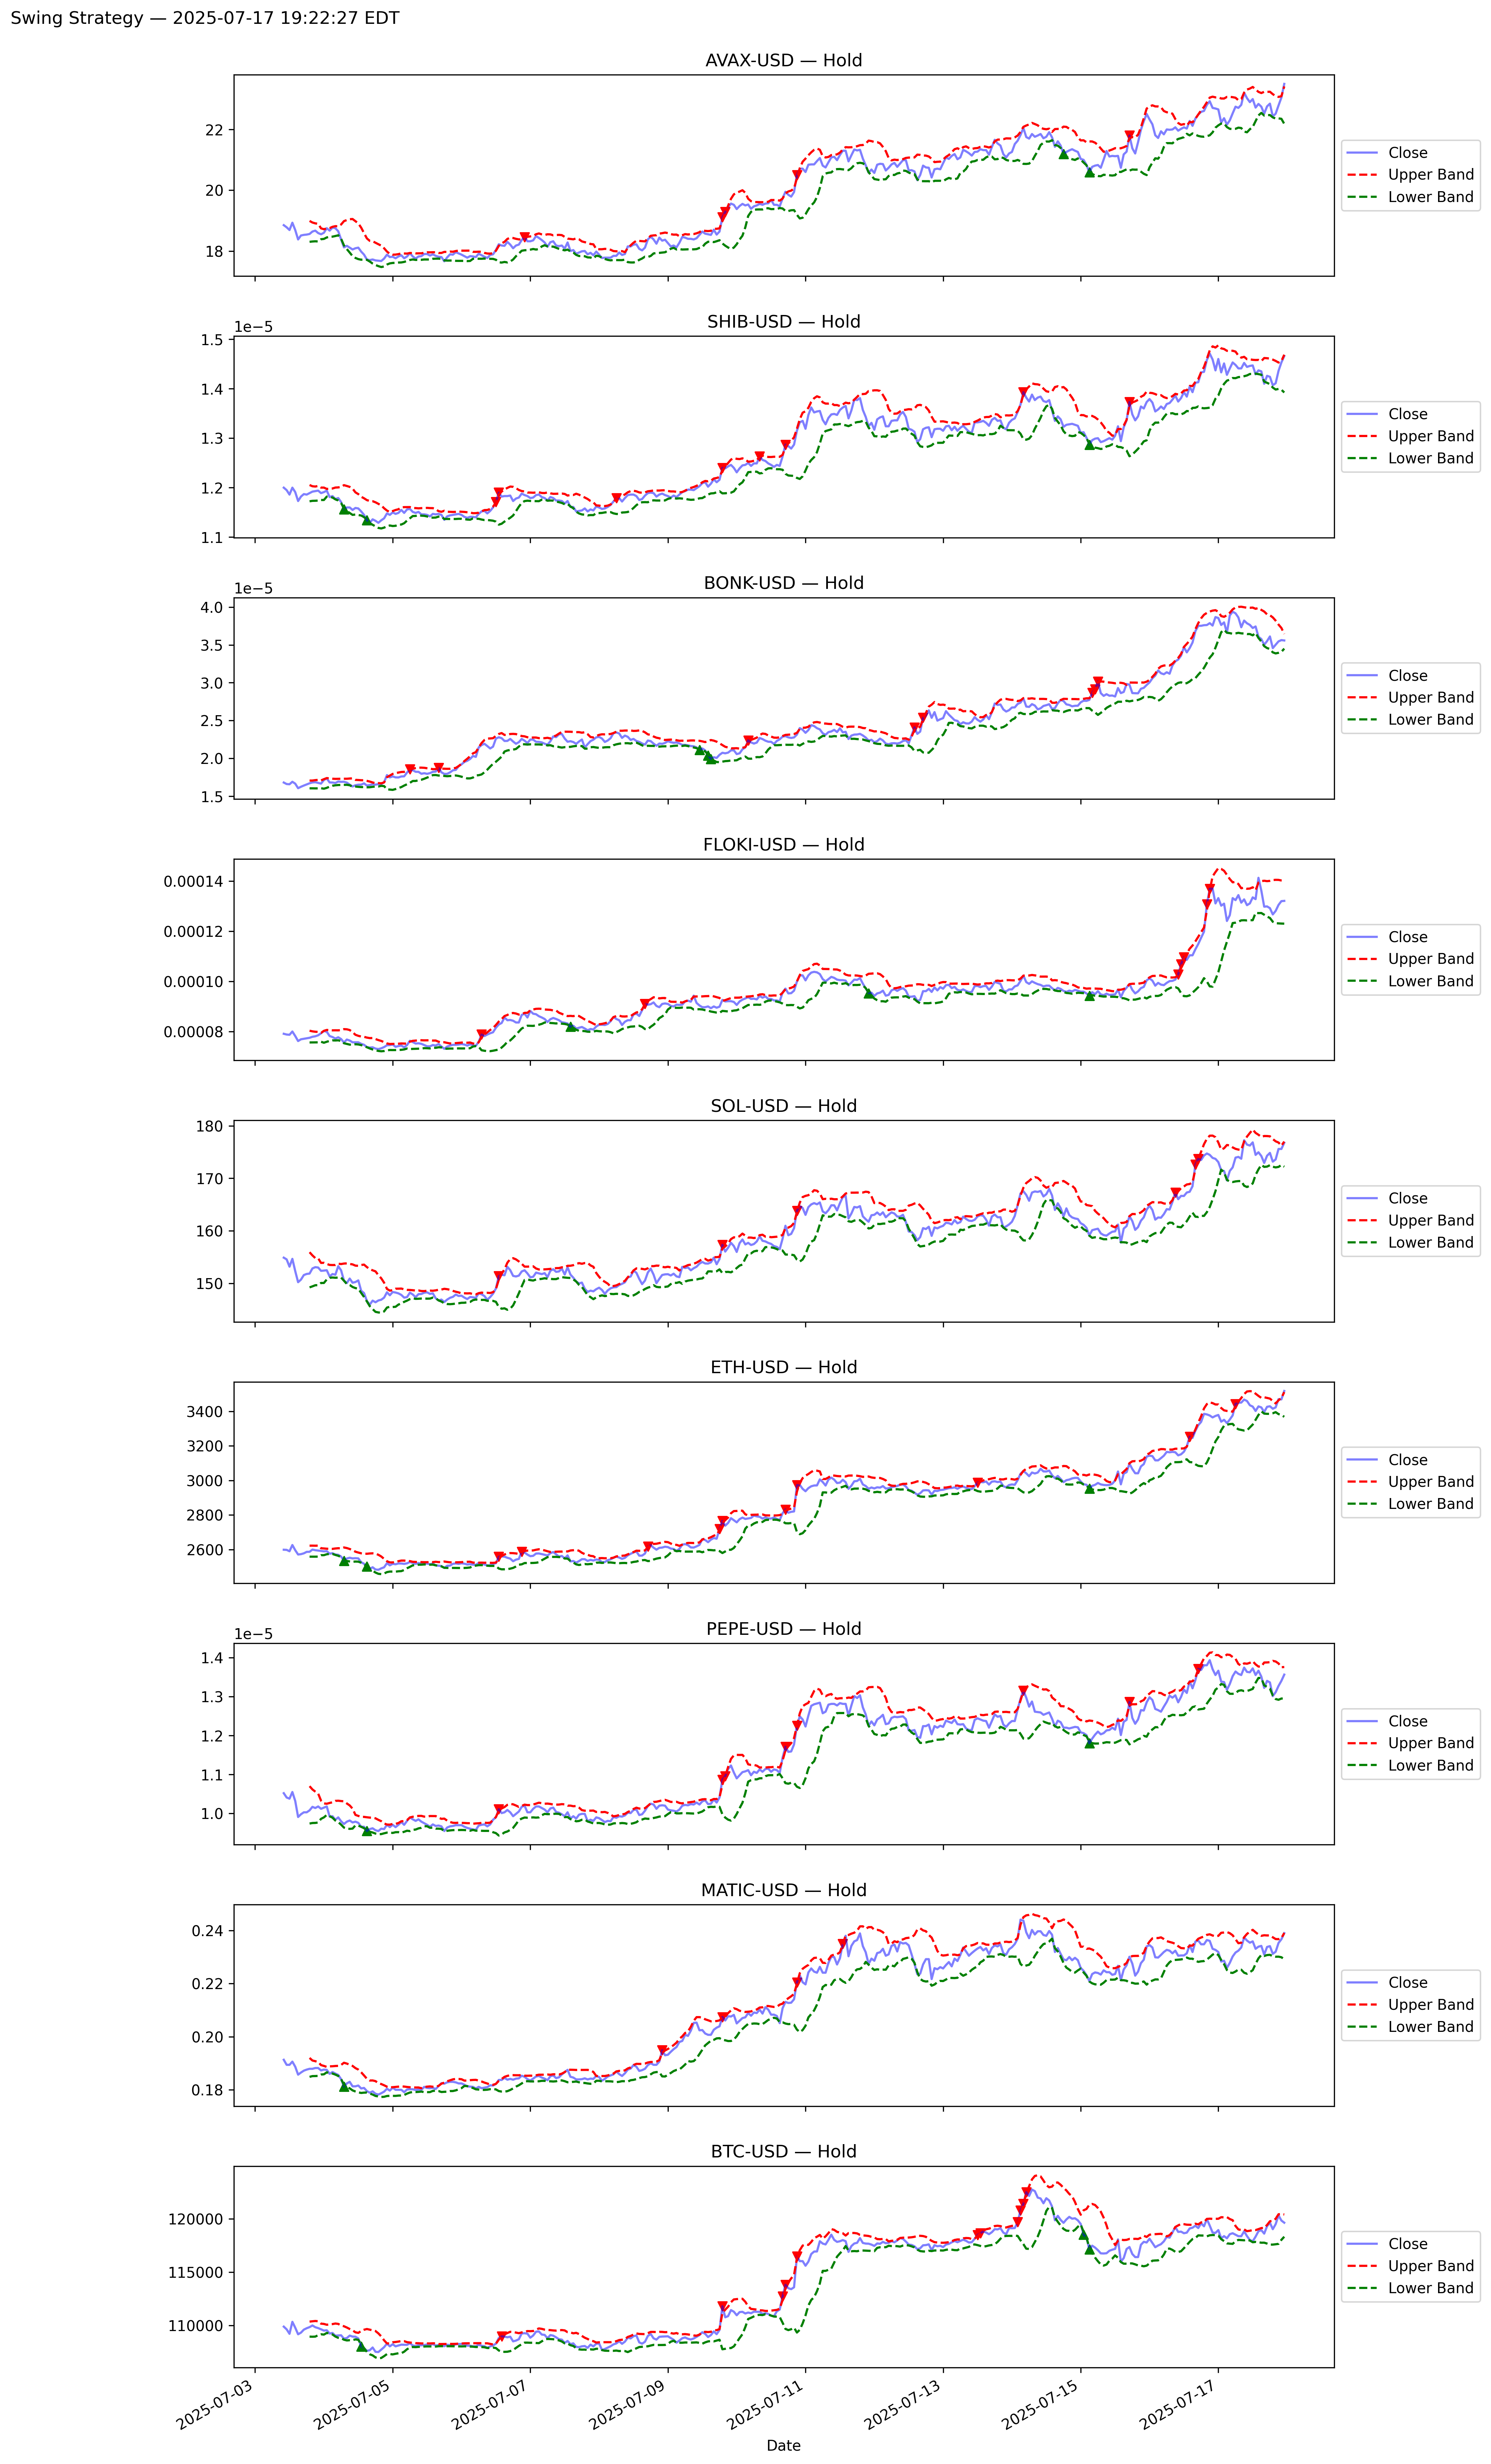 Swing Strategy — 2025-07-17 19:22:27 EDT
AVAX-USD — Hold
22
20
18
Close
Upper Band
Lower Band
SHIB-USD — Hold
1e−5
1.5
1.4
1.3
1.2
1.1
Close
Upper Band
Lower Band
BONK-USD — Hold
1e−5
4.0
3.5
3.0
2.5
2.0
1.5
Close
Upper Band
Lower Band
FLOKI-USD — Hold
0.00014
0.00012
0.00010
0.00008
Close
Upper Band
Lower Band
SOL-USD — Hold
180
170
160
150
Close
Upper Band
Lower Band
ETH-USD — Hold
3400
3200
3000
2800
2600
Close
Upper Band
Lower Band
PEPE-USD — Hold
1e−5
1.4
1.3
1.2
1.1
1.0
Close
Upper Band
Lower Band
MATIC-USD — Hold
0.24
0.22
0.20
0.18
Close
Upper Band
Lower Band
BTC-USD — Hold
120000
115000
110000
Close
Upper Band
Lower Band
2025-07-03
2025-07-05
2025-07-07
2025-07-09
2025-07-11
2025-07-13
2025-07-15
2025-07-17
Date